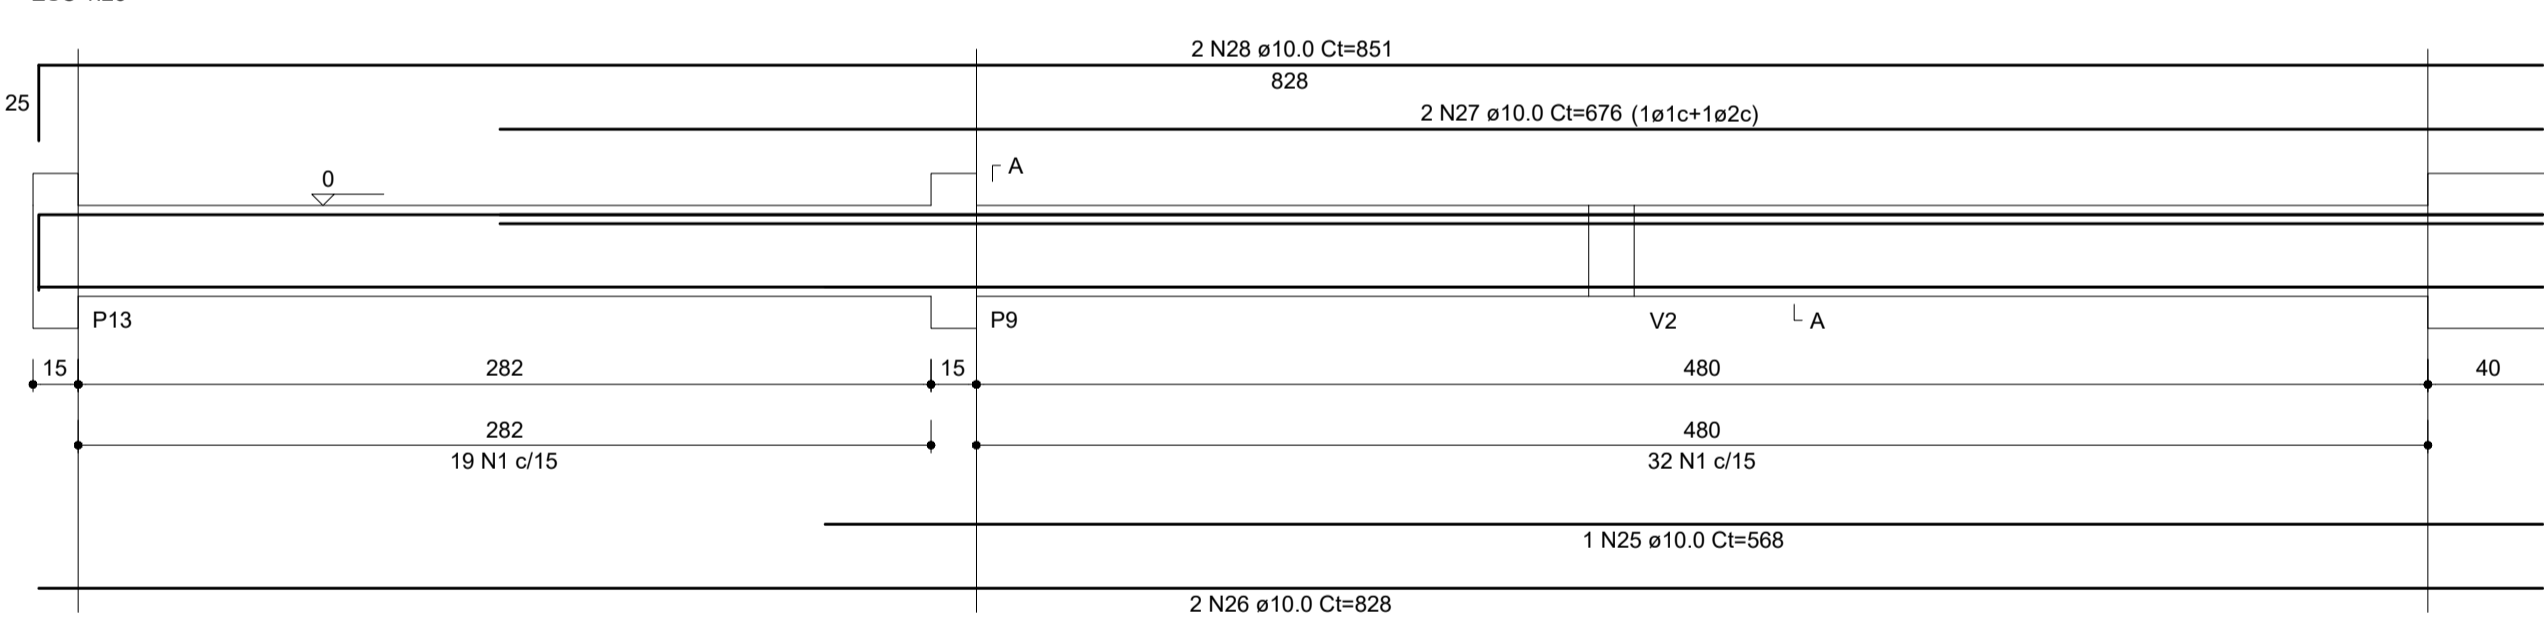 2 N28 ø10.0 Ct=851
828
25
2 N27 ø10.0 Ct=676 (1ø1c+1ø2c)
A
0
P13
P9
V2
A
15
282
15
480
40
282
480
19 N1 c/15
32 N1 c/15
1 N25 ø10.0 Ct=568
2 N26 ø10.0 Ct=828